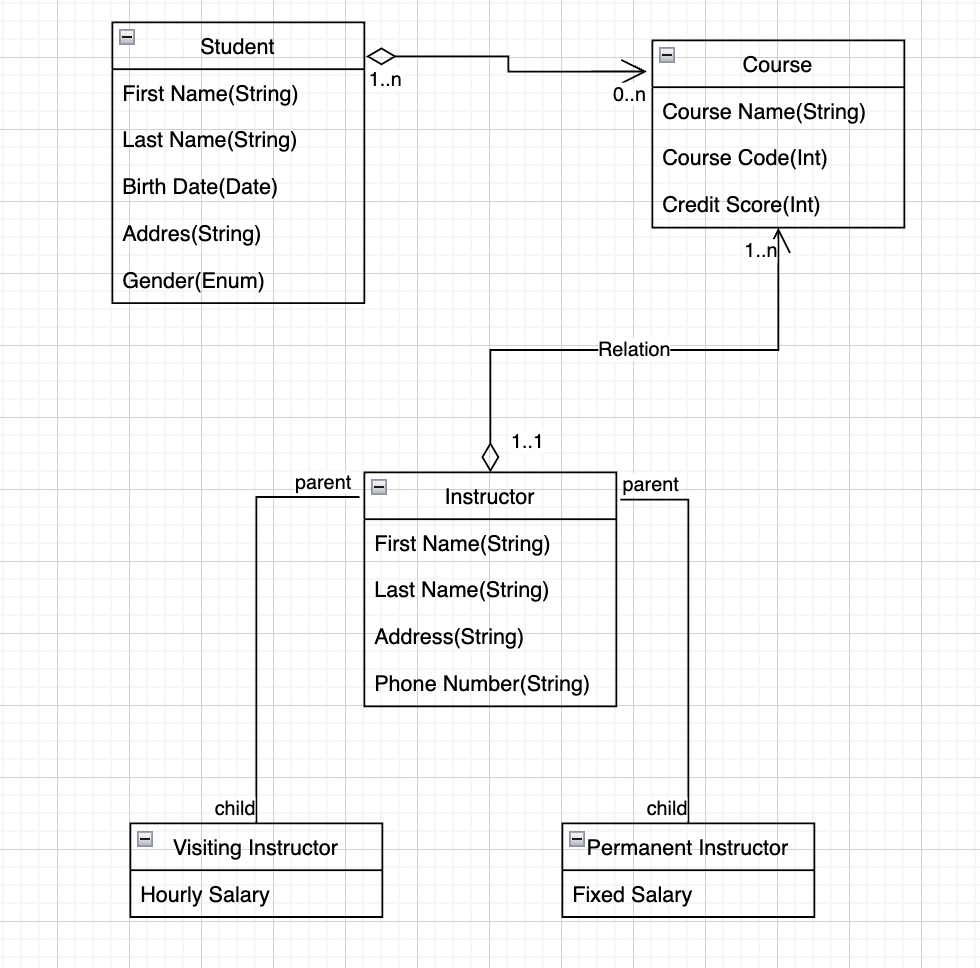 Student
First Name(String)
Last Name(String)
Birth Date(Date)
Addres(String)
Gender(Enum)
1..n
0..n
Course
Course Name(String)
Course Code(Int)
Credit Score(Int)
1..n
Relation
1..1
parent
parent
Instructor
First Name(String)
Last Name(String)
Address(String)
Phone Number(String)
child
child
Visiting Instructor
Hourly Salary
Permanent Instructor
Fixed Salary